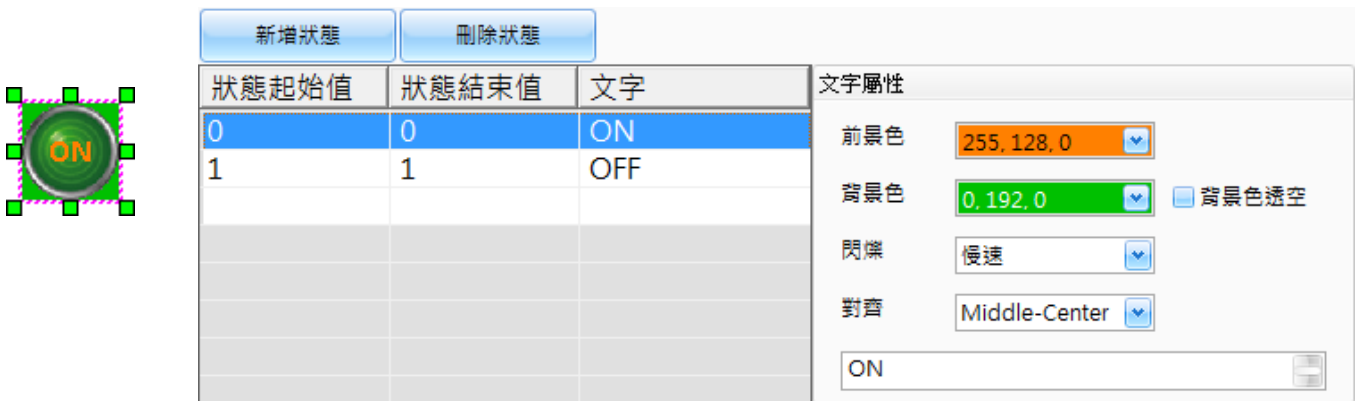 新增狀態 刪除狀態
狀態起始值 狀態結束值 文字
0 0 ON
1 1 OFF
ON
文字屬性
前景色 255, 128, 0
背景色 0, 192, 0 背景色透空
閃爍 慢速
對齊 Middle-Center
ON